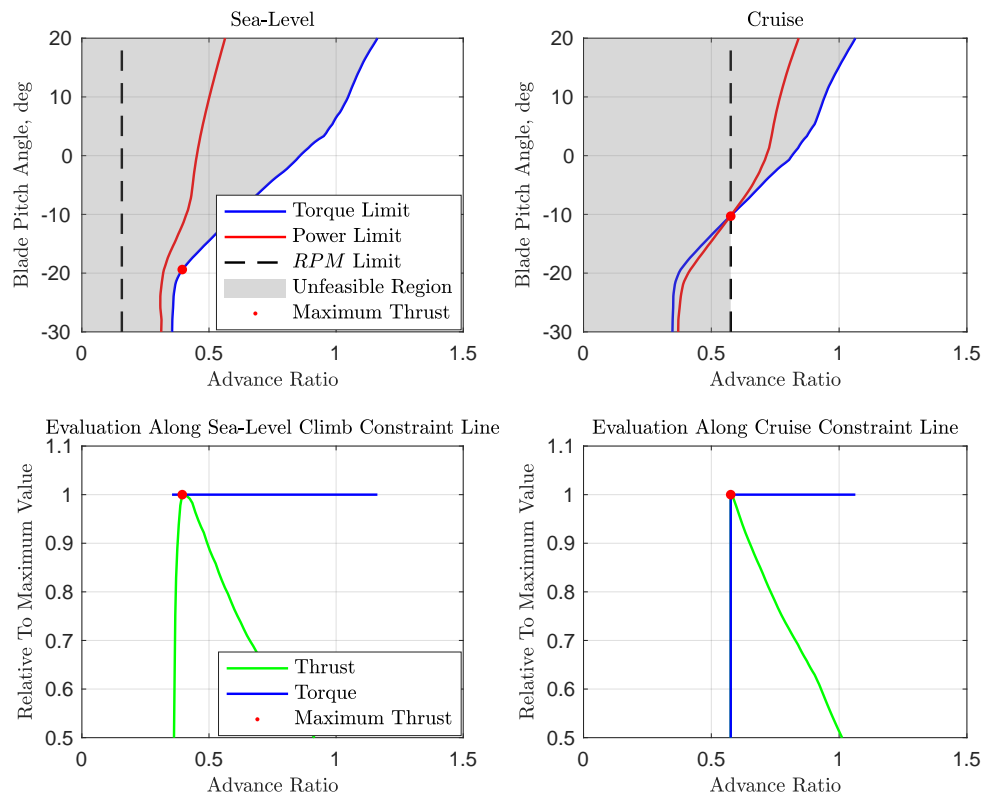 Sea-Level
20
10
0
-10
-20
-30
Blade Pitch Angle, deg
0
0.5
1
1.5
Advance Ratio
Torque Limit
Power Limit
RPM Limit
Unfeasible Region
Maximum Thrust
Cruise
20
10
0
-10
-20
-30
Blade Pitch Angle, deg
0
0.5
1
1.5
Advance Ratio
Evaluation Along Sea-Level Climb Constraint Line
1.1
1
0.9
0.8
0.7
0.6
0.5
Relative To Maximum Value
0
0.5
1
1.5
Advance Ratio
Thrust
Torque
Maximum Thrust
Evaluation Along Cruise Constraint Line
1.1
1
0.9
0.8
0.7
0.6
0.5
Relative To Maximum Value
0
0.5
1
1.5
Advance Ratio